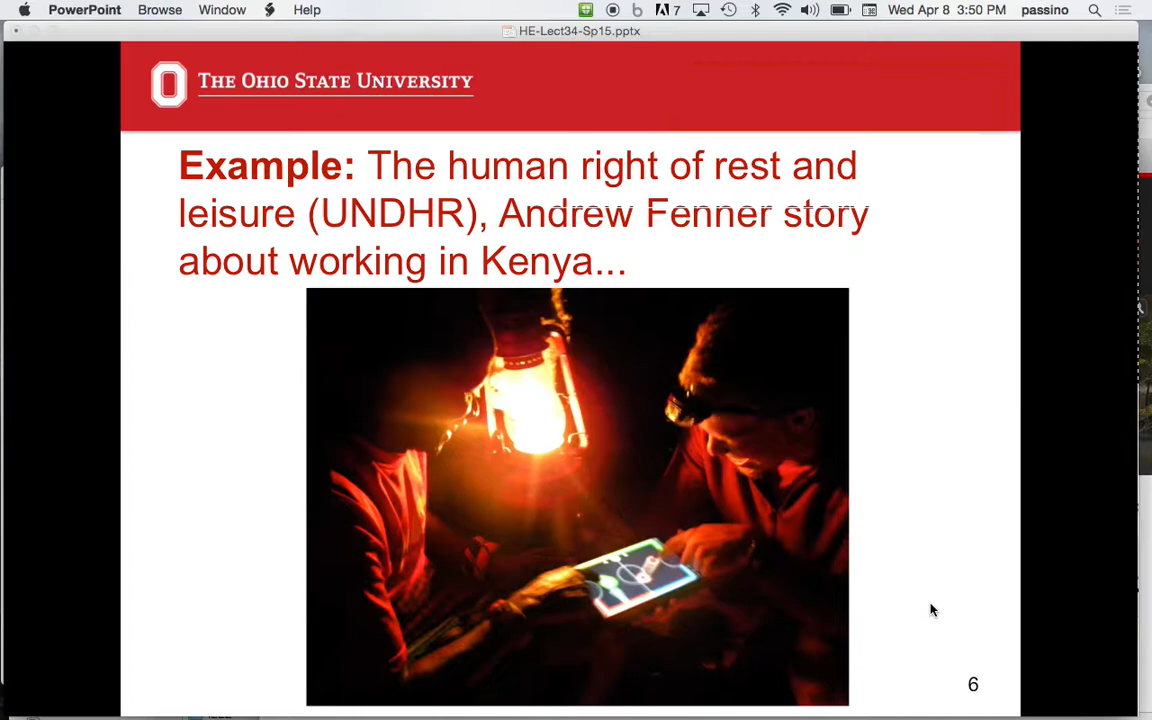 PowerPoint Browse Window Help 7 Wed Apr 8 3:50 PM passino
HE-Lect34-Sp15.pptx
O THE OHIO STATE UNIVERSITY
Example: The human right of rest and
leisure (UNDHR), Andrew Fenner story
about working in Kenya...
6